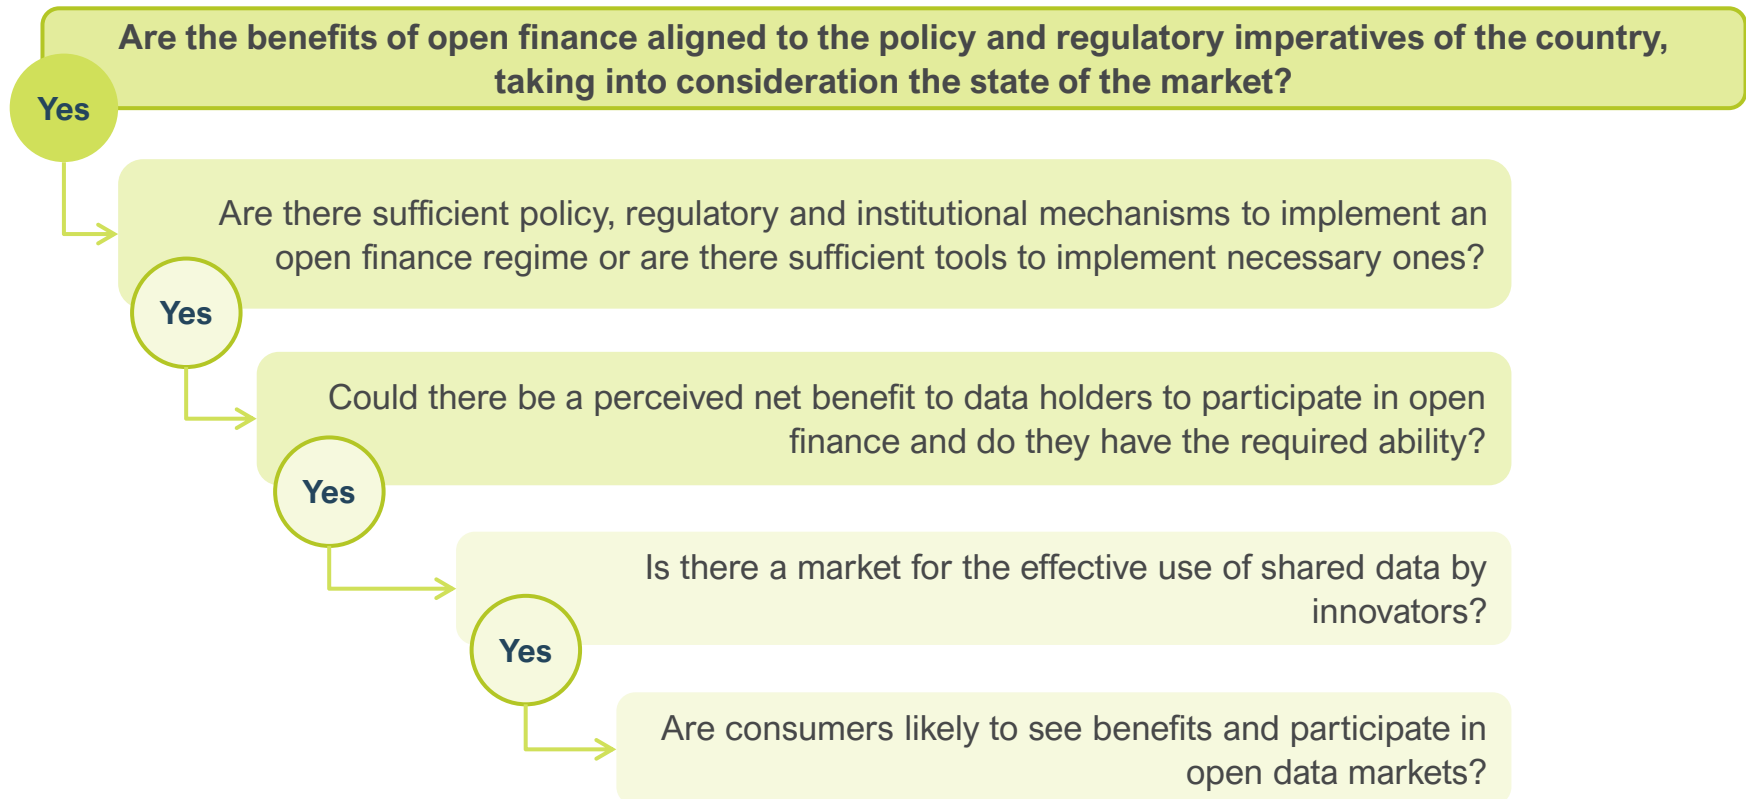 Are the benefits of open finance aligned to the policy and regulatory imperatives of the country,
taking into consideration the state of the market?
Yes
Are there sufficient policy, regulatory and institutional mechanisms to implement an
open finance regime or are there sufficient tools to implement necessary ones?
Yes
Could there be a perceived net benefit to data holders to participate in open
finance and do they have the required ability?
Yes
Is there a market for the effective use of shared data by
innovators?
Yes
Are consumers likely to see benefits and participate in
open data markets?